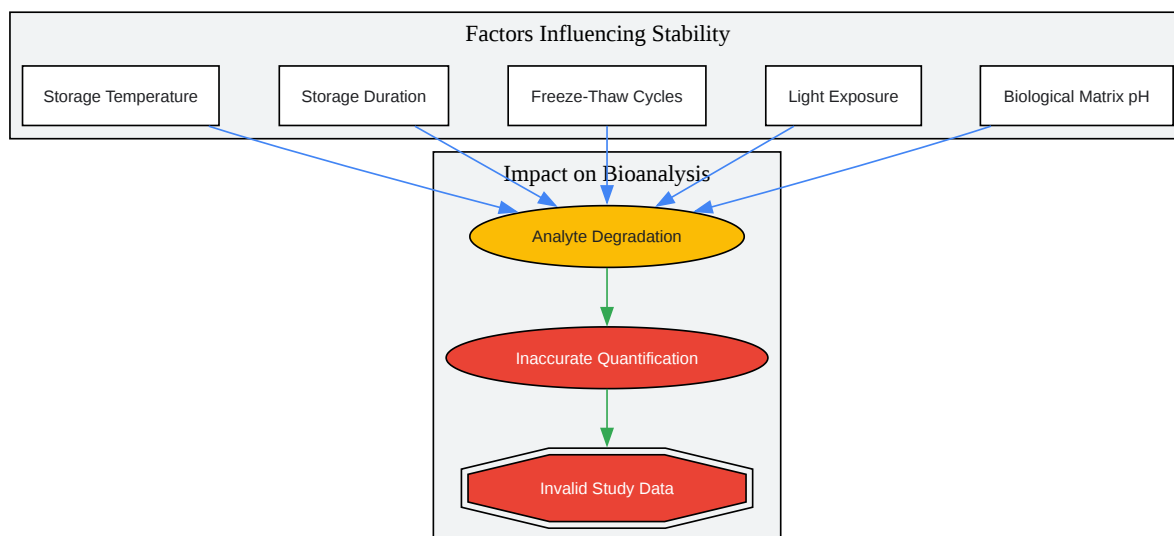 Factors Influencing Stability
Storage Temperature
Storage Duration
Freeze-Thaw Cycles
Light Exposure
Biological Matrix pH
Impact on Bioanalysis
Analyte Degradation
Inaccurate Quantification
Invalid Study Data